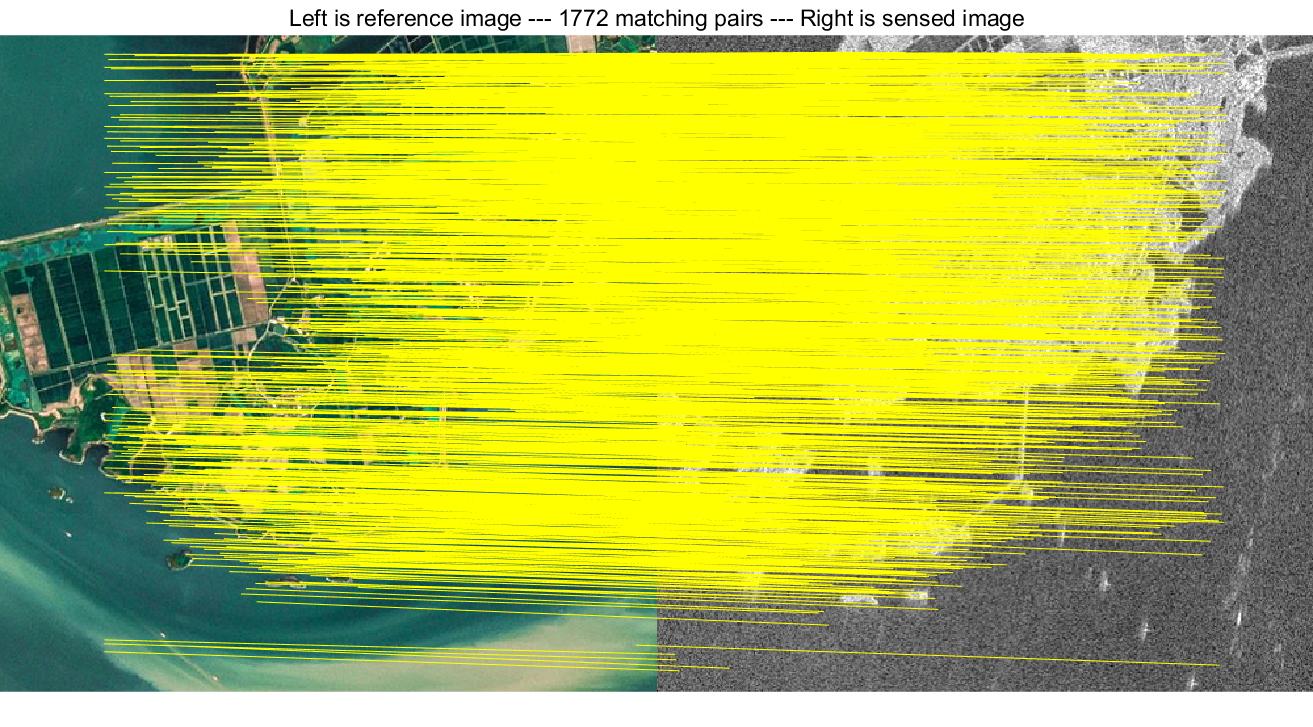 Left is reference image --- 1772 matching pairs --- Right is sensed image